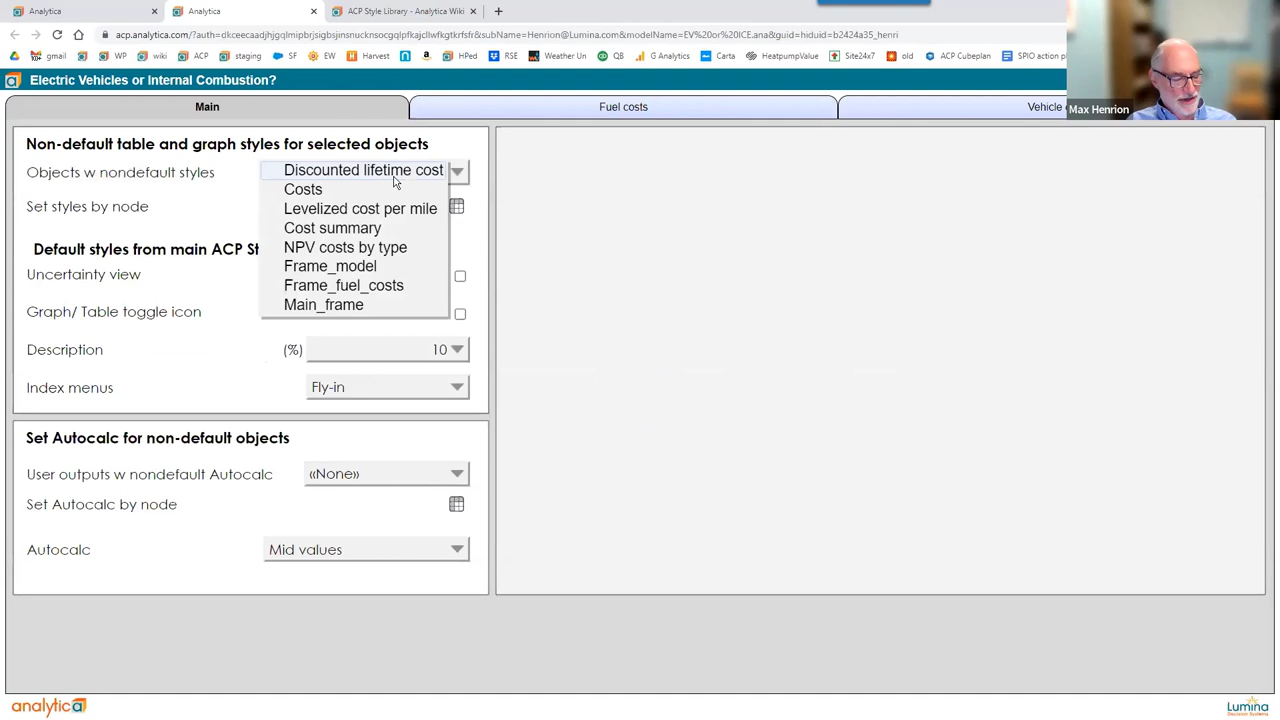 Analytica
Analytica
ACP Style Library - Analytica Wiki
acp.analytica.com/?auth=dkceecaadjhjgqlmipbrjsigbsjinsnucknsocgqlpfkajcllwfkgtkrfsfr&subName=Henrion@Lumina.com&modelName=EV%20or%20ICE.ana&guid=hiduid=b2424a35_henri
gmail
WP
wiki
ACP
staging
SF
EW
Harvest
HPed
RSE
Weather Un
QB
G Analytics
Carta
HeatpumpValue
Site24x7
old
ACP Cubeplan
SPIO action p
Electric Vehicles or Internal Combustion?
Max Henrion
Main
Fuel costs
Vehicle
Non-default table and graph styles for selected objects
Objects w nondefault styles
Discounted lifetime cost
Costs
Levelized cost per mile
Cost summary
NPV costs by type
Frame_model
Frame_fuel_costs
Main_frame
Set styles by node
Default styles from main ACP St
Uncertainty view
Graph/ Table toggle icon
Description (%) 10
Index menus Fly-in
Set Autocalc for non-default objects
User outputs w nondefault Autocalc «None»
Set Autocalc by node
Autocalc Mid values
analytica
Lumina